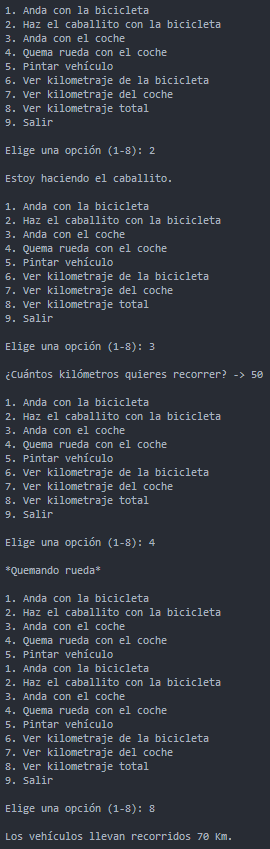 1. Anda con la bicicleta
2. Haz el caballito con la bicicleta
3. Anda con el coche
4. Quema rueda con el coche
5. Pintar vehículo
6. Ver kilometraje de la bicicleta
7. Ver kilometraje del coche
8. Ver kilometraje total
9. Salir
Elige una opción (1-8): 2
Estoy haciendo el caballito.
1. Anda con la bicicleta
2. Haz el caballito con la bicicleta
3. Anda con el coche
4. Quema rueda con el coche
5. Pintar vehículo
6. Ver kilometraje de la bicicleta
7. Ver kilometraje del coche
8. Ver kilometraje total
9. Salir
Elige una opción (1-8): 3
¿Cuántos kilómetros quieres recorrer? -> 50
1. Anda con la bicicleta
2. Haz el caballito con la bicicleta
3. Anda con el coche
4. Quema rueda con el coche
5. Pintar vehículo
6. Ver kilometraje de la bicicleta
7. Ver kilometraje del coche
8. Ver kilometraje total
9. Salir
Elige una opción (1-8): 4
*Quemando rueda*
1. Anda con la bicicleta
2. Haz el caballito con la bicicleta
3. Anda con el coche
4. Quema rueda con el coche
5. Pintar vehículo
1. Anda con la bicicleta
2. Haz el caballito con la bicicleta
3. Anda con el coche
4. Quema rueda con el coche
5. Pintar vehículo
6. Ver kilometraje de la bicicleta
7. Ver kilometraje del coche
8. Ver kilometraje total
9. Salir
Elige una opción (1-8): 8
Los vehículos llevan recorridos 70 Km.